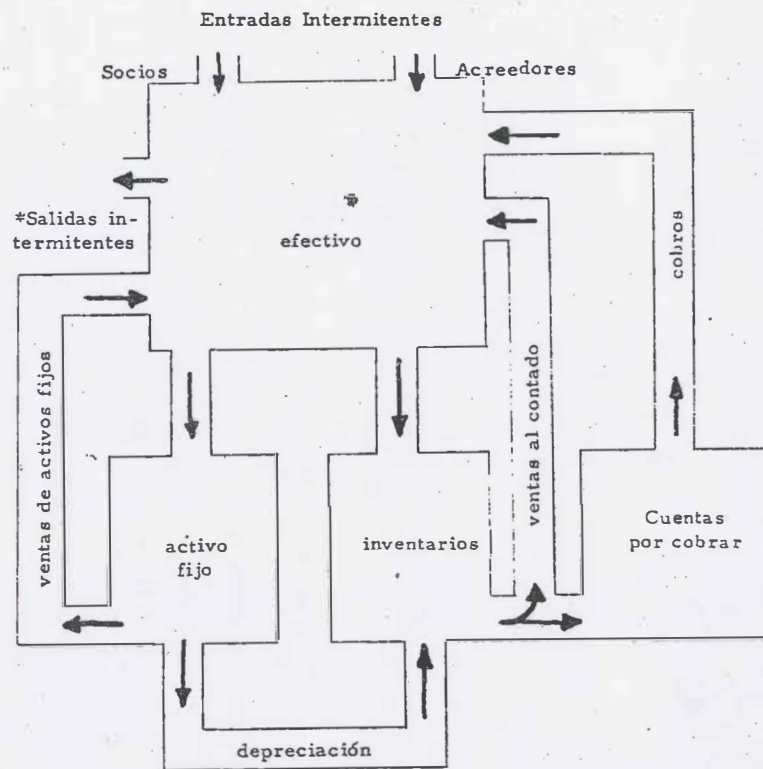 Entradas Intermitentes
Socios
Acreedores
*Salidas in-
termitentes
efectivo
cobros
ventas de activos fijos
ventas al contado
activo
fijo
inventarios
Cuentas
por cobrar
depreciación